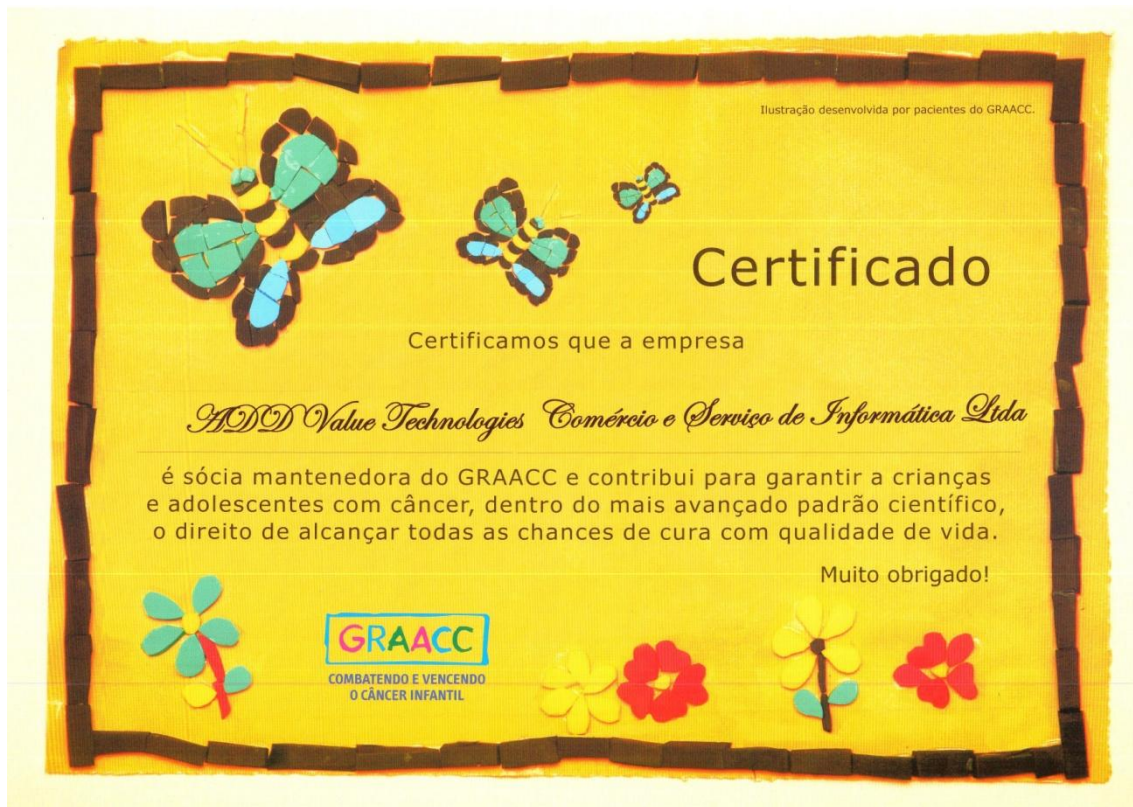 Ilustração desenvolvida por pacientes do GRAACC.
Certificado
Certificamos que a empresa
ADD Value Technologies Comércio e Serviço de Informática Ltda
é sócia mantenedora do GRAACC e contribui para garantir a crianças
e adolescentes com câncer, dentro do mais avançado padrão científico,
o direito de alcançar todas as chances de cura com qualidade de vida.
Muito obrigado!
GRAACC
COMBATENDO E VENCENDO
O CÂNCER INFANTIL